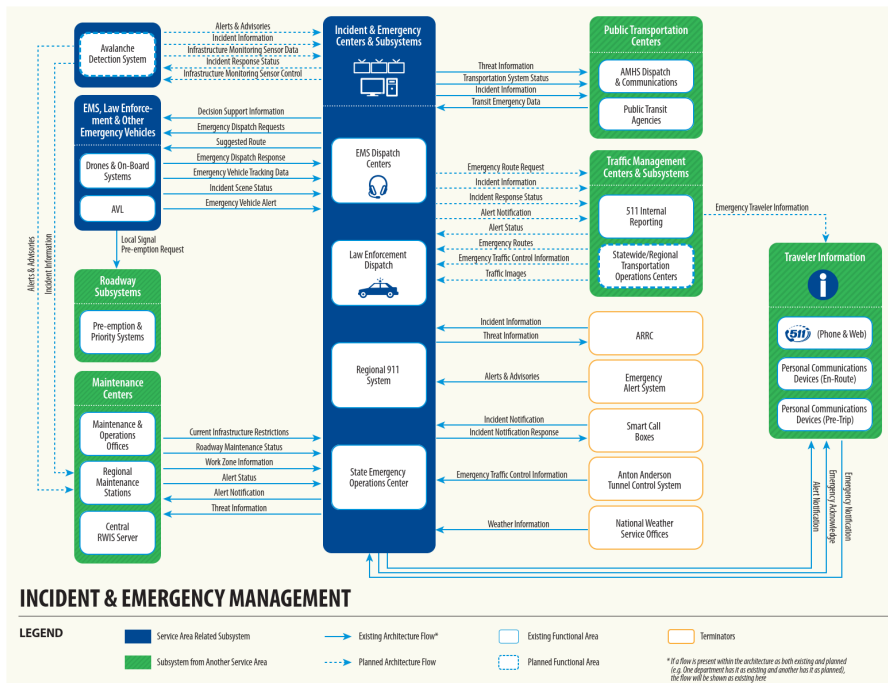 Avalanche
Detection System
Alerts & Advisories
Incident Information
Infrastructure Monitoring Sensor Data
Incident Response Status
Infrastructure Monitoring Sensor Control
Incident & Emergency
Centers & Subsystems
Public Transportation
Centers
AMHS Dispatch
& Communications
Public Transit
Agencies
Threat Information
Transportation System Status
Incident Information
Transit Emergency Data
EMS, Law Enforce-
ment & Other
Emergency Vehicles
Drones & On-Board
Systems
AVL
Decision Support Information
Emergency Dispatch Requests
Suggested Route
Emergency Dispatch Response
Emergency Vehicle Tracking Data
Incident Scene Status
Emergency Vehicle Alert
EMS Dispatch
Centers
Emergency Route Request
Incident Information
Incident Response Status
Alert Notification
Alert Status
Emergency Routes
Emergency Traffic Control Information
Traffic Images
Traffic Management
Centers & Subsystems
511 Internal
Reporting
Statewide/Regional
Transportation
Operations Centers
Emergency Traveler Information
Local Signal
Pre-emption Request
Alerts & Advisories
Incident Information
Law Enforcement
Dispatch
Traveler Information
511 (Phone & Web)
Personal Communications
Devices (En-Route)
Personal Communications
Devices (Pre-Trip)
Roadway
Subsystems
Pre-emption &
Priority Systems
Regional 911
System
Incident Information
Threat Information
ARRC
Alerts & Advisories
Emergency
Alert System
Maintenance
Centers
Maintenance &
Operations
Offices
Regional
Maintenance
Stations
Central
RWIS Server
Current Infrastructure Restrictions
Roadway Maintenance Status
Work Zone Information
Alert Status
Alert Notification
Threat Information
State Emergency
Operations Center
Incident Notification
Incident Notification Response
Smart Call
Boxes
Emergency Traffic Control Information
Anton Anderson
Tunnel Control System
Weather Information
National Weather
Service Offices
Alert Notification
Emergency Acknowledge
Emergency Notification
INCIDENT & EMERGENCY MANAGEMENT
LEGEND
Service Area Related Subsystem
Existing Architecture Flow*
Existing Functional Area
Terminators
Subsystem from Another Service Area
Planned Architecture Flow
Planned Functional Area
* If a flow is present within the architecture as both existing and planned
(e.g. One department has it as existing and another has it as planned),
the flow will be shown as existing here